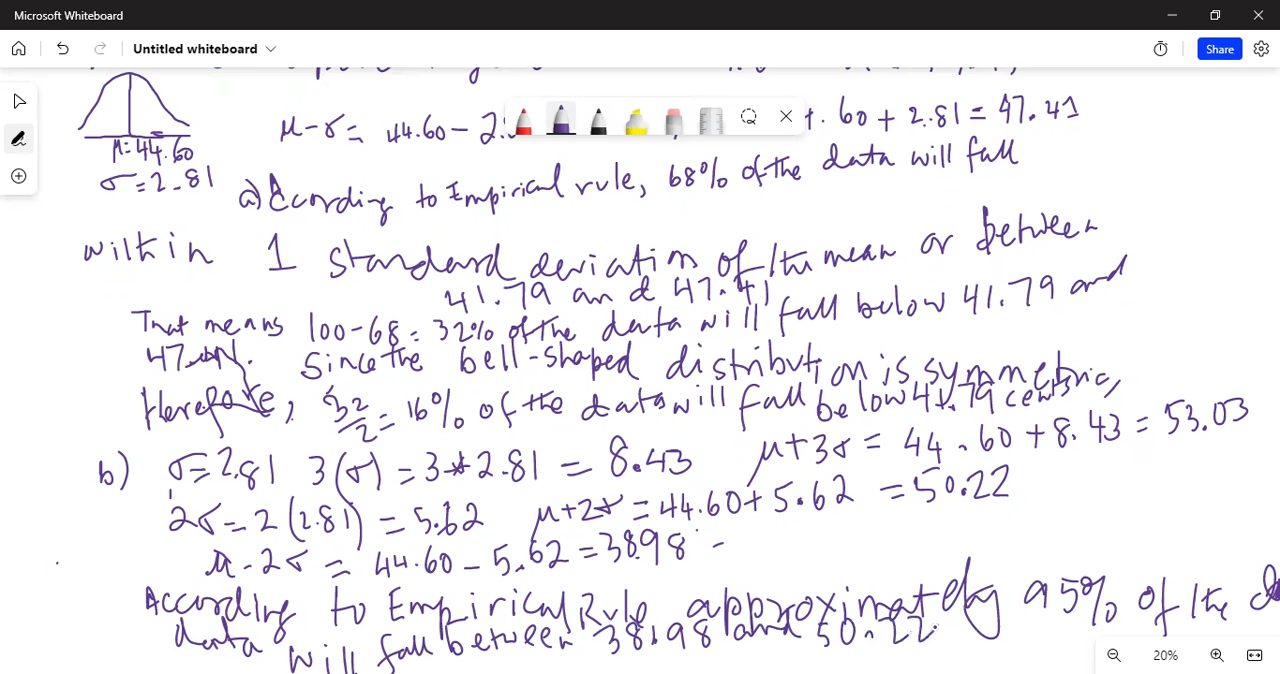 Microsoft Whiteboard
Untitled whiteboard
Share
μ-σ = 44.60 - 2. . 60 + 2.81 = 47.41
μ=44.60
σ=2.81
a) According to Empirical rule, 68% of the data will fall
within 1 standard deviation of the mean or between
41.79 and 47.41
That means 100-68 = 32% of the data will fall below 41.79 and
Since the bell-shaped distribution is symmetric,
therefore, 32/2 = 16% of the data will fall below 41.79 cents
b) σ=2.81 3(σ) = 3*2.81 = 8.43 μ+3σ = 44.60 + 8.43 = 53.03
2σ = 2(2.81) = 5.62 μ+2σ = 44.60+5.62 = 50.22
μ-2σ = 44.60 - 5.62 = 38.98 -
According to Empirical Rule, approximately 95% of the
data will fall between 38.98 and 50.22
20%